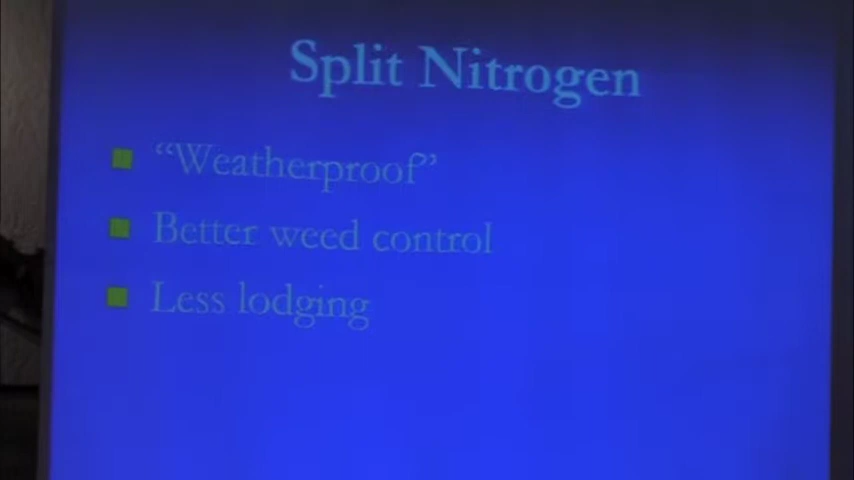 Split Nitrogen
“Weatherproof”
Better weed control
Less lodging